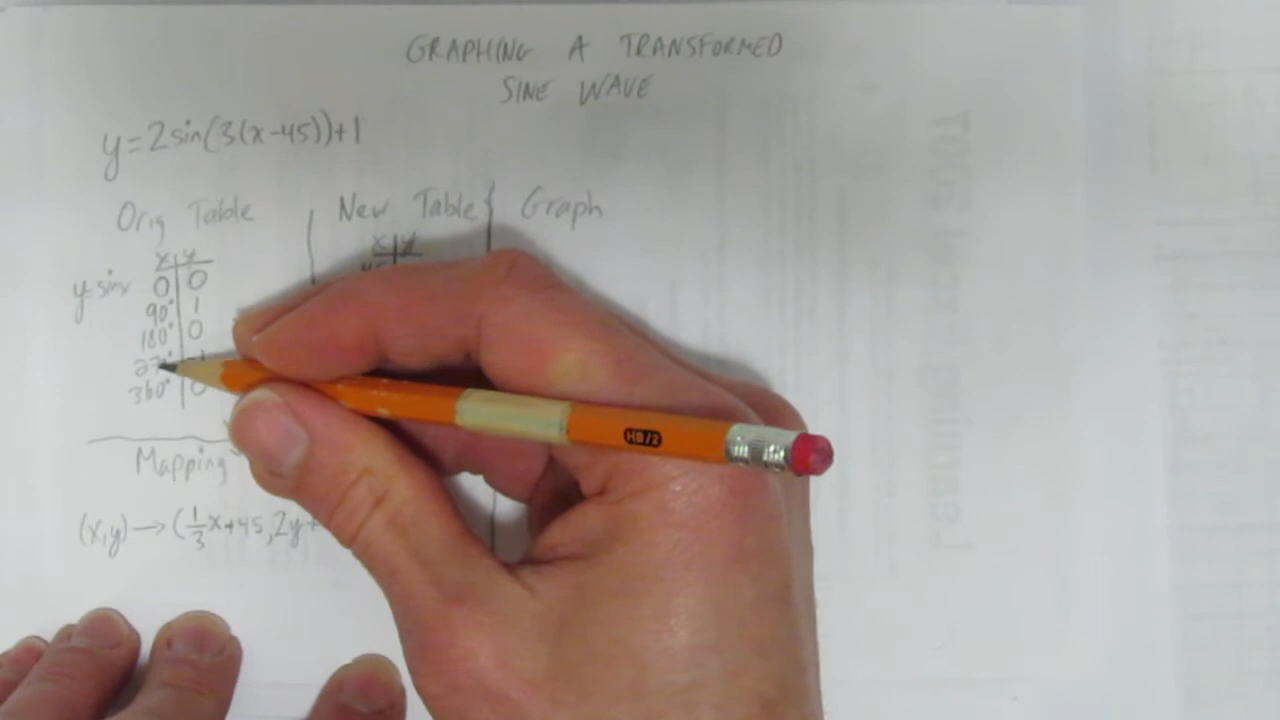 GRAPHING A TRANSFORMED
SINE WAVE
y=2sin(3(x-45))+1
Orig Table
New Table
Graph
x y
x y
y=sinx
0 0
90° 1
180° 0
360° 0
Mapping
(x,y)→(1/3x+45,2y+
HB/2